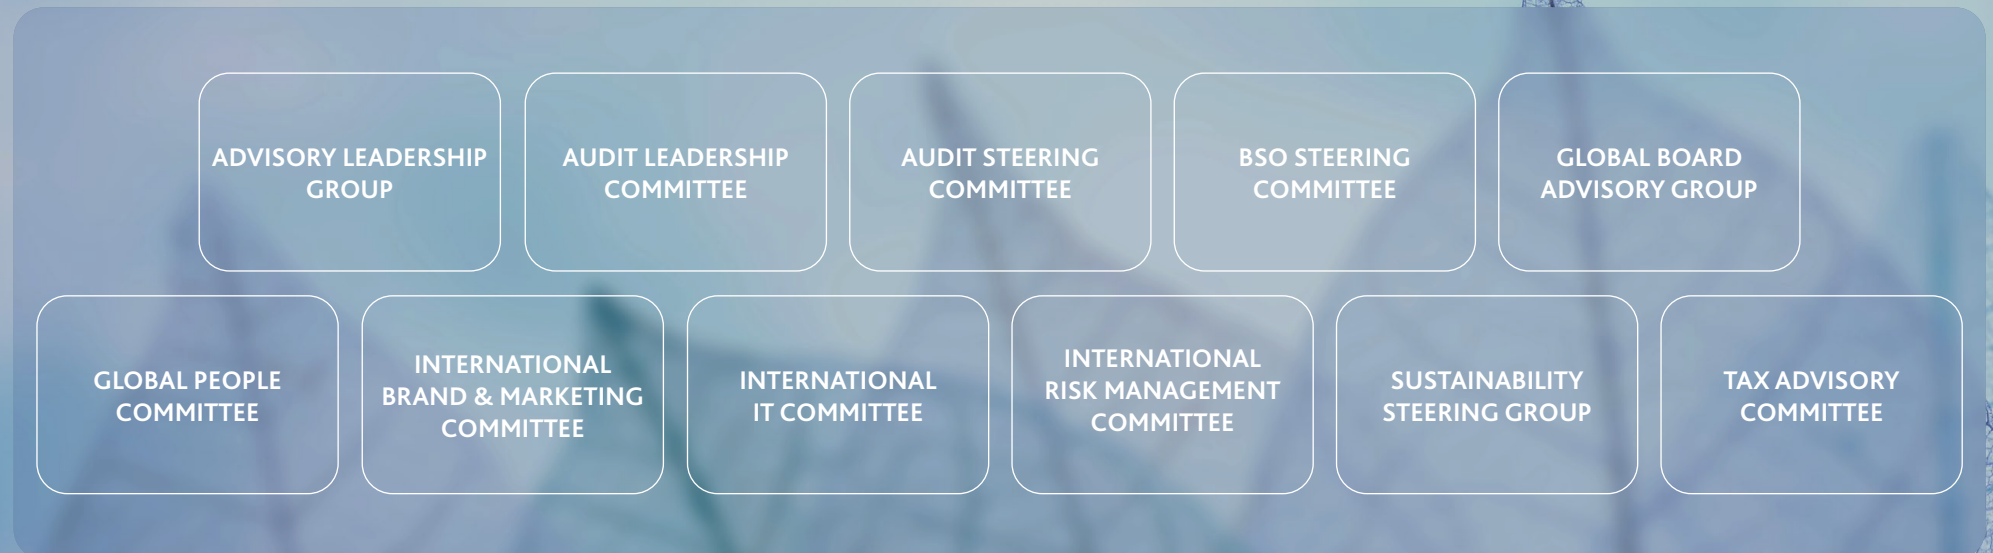 ADVISORY LEADERSHIP
GROUP
AUDIT LEADERSHIP
COMMITTEE
AUDIT STEERING
COMMITTEE
BSO STEERING
COMMITTEE
GLOBAL BOARD
ADVISORY GROUP
GLOBAL PEOPLE
COMMITTEE
INTERNATIONAL
BRAND & MARKETING
COMMITTEE
INTERNATIONAL
IT COMMITTEE
INTERNATIONAL
RISK MANAGEMENT
COMMITTEE
SUSTAINABILITY
STEERING GROUP
TAX ADVISORY
COMMITTEE